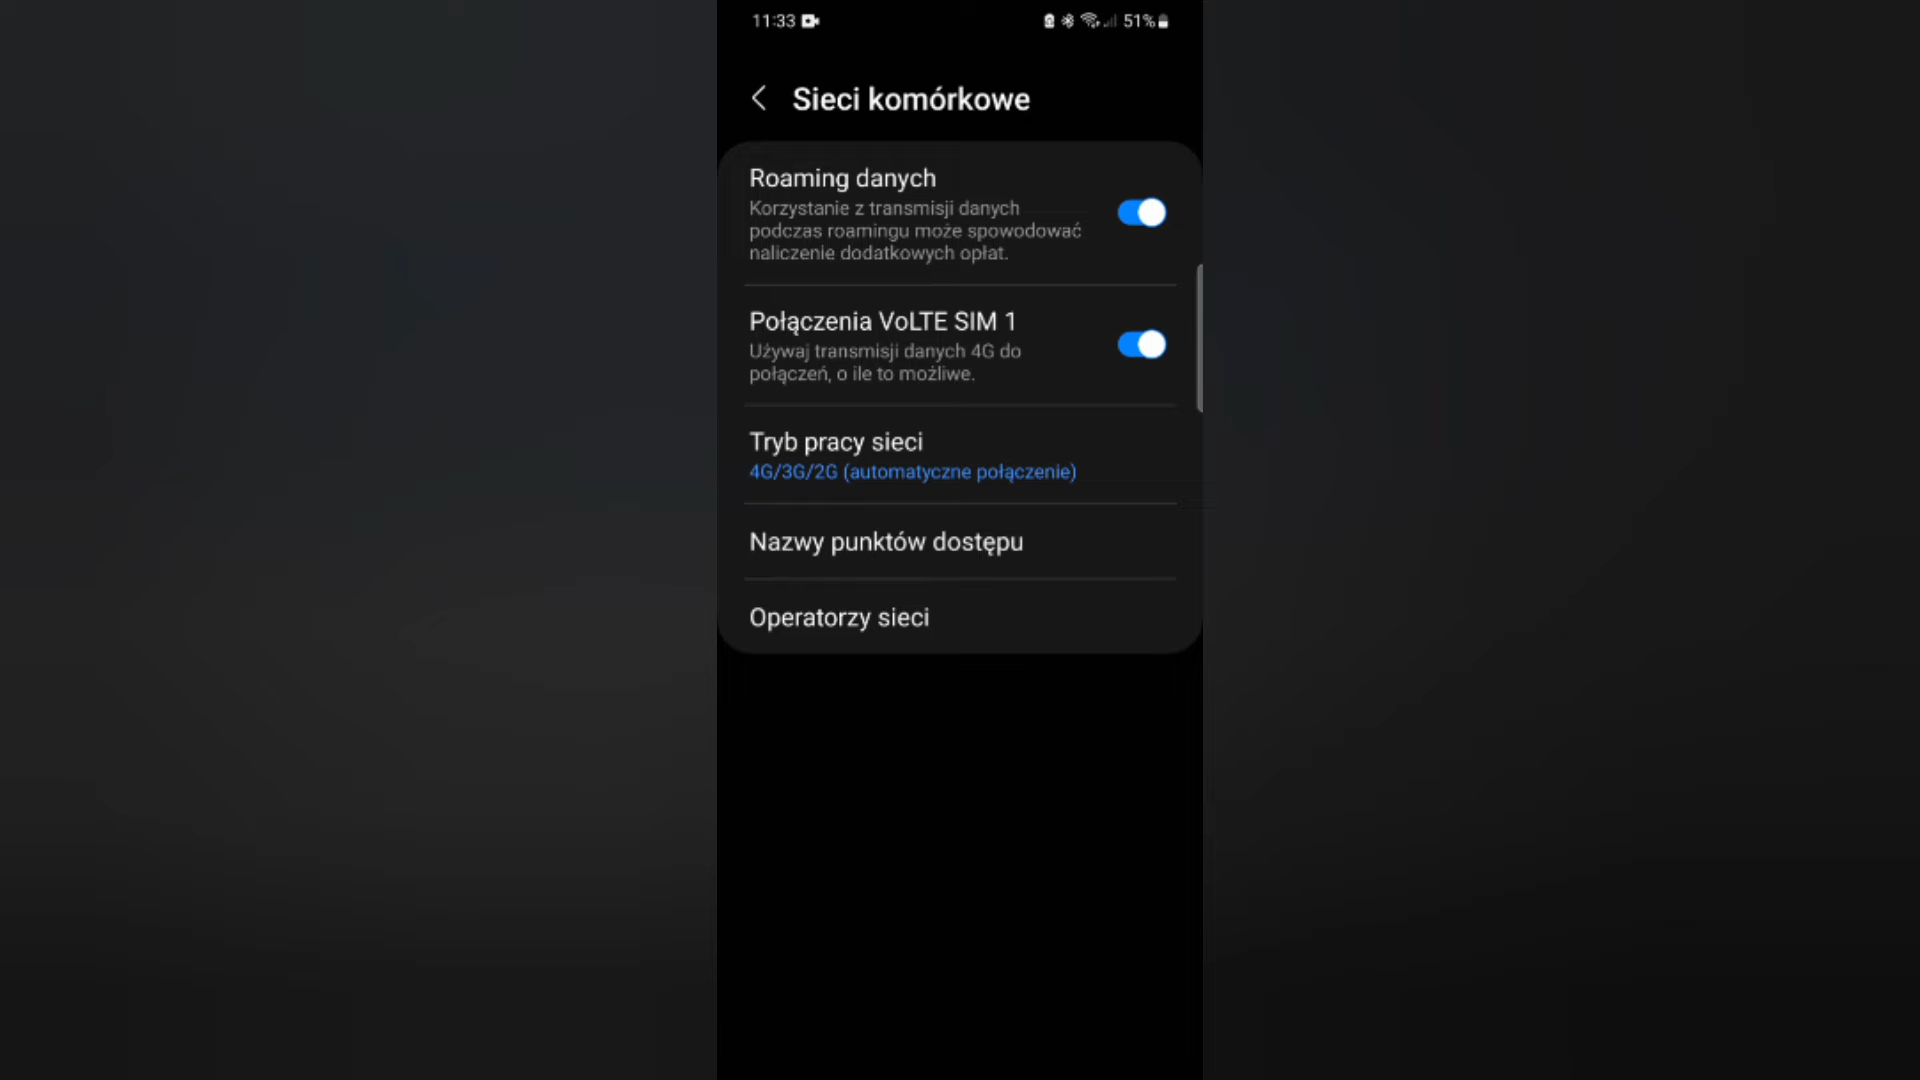 11:33
51%
Sieci komórkowe
Roaming danych
Korzystanie z transmisji danych
podczas roamingu może spowodować
naliczenie dodatkowych opłat.
Połączenia VoLTE SIM 1
Używaj transmisji danych 4G do
połączeń, o ile to możliwe.
Tryb pracy sieci
4G/3G/2G (automatyczne połączenie)
Nazwy punktów dostępu
Operatorzy sieci